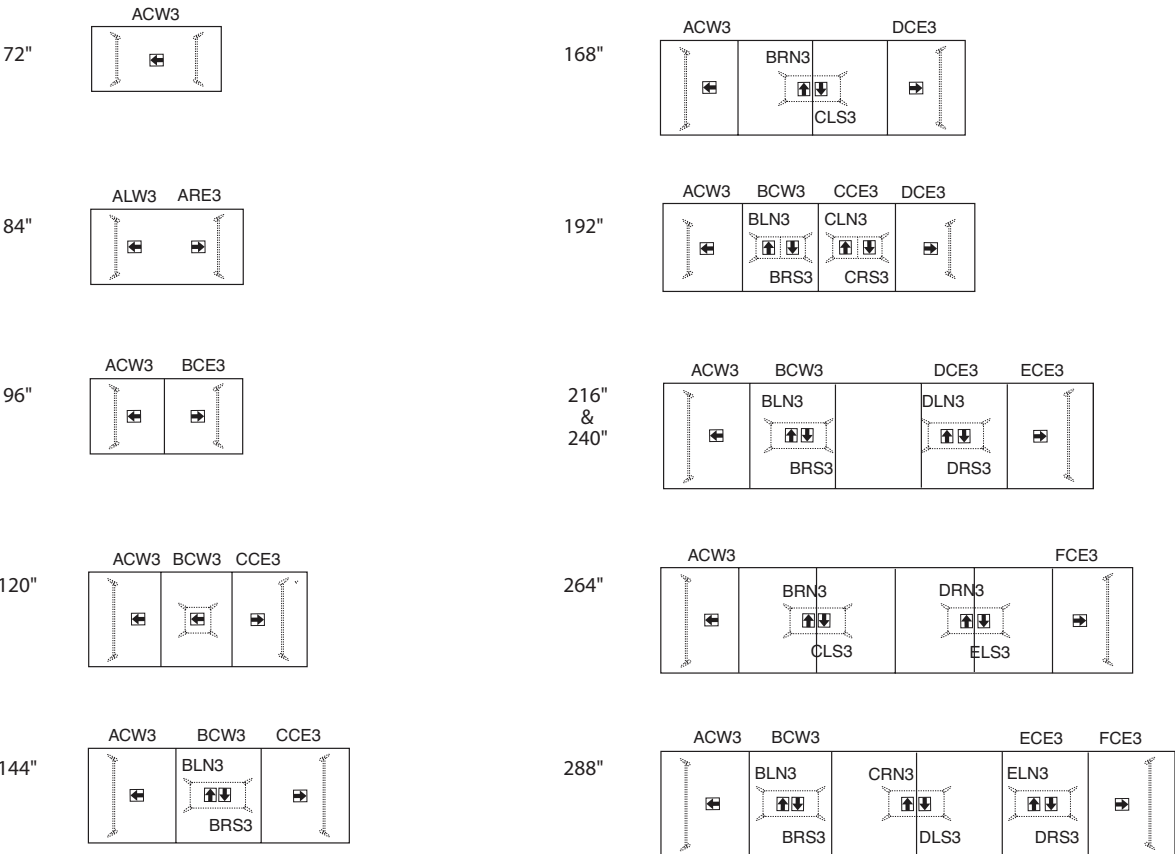 72"
ACW3
84"
ALW3 ARE3
96"
ACW3 BCE3
120"
ACW3 BCW3 CCE3
144"
ACW3 BCW3 CCE3
BLN3
BRS3
168"
ACW3 DCE3
BRN3
CLS3
192"
ACW3 BCW3 CCE3 DCE3
BLN3 CLN3
BRS3 CRS3
216"
&
240"
ACW3 BCW3 DCE3 ECE3
BLN3 DLN3
BRS3 DRS3
264"
ACW3 FCE3
BRN3 DRN3
CLS3 ELS3
288"
ACW3 BCW3 ECE3 FCE3
BLN3 CRN3 ELN3
BRS3 DLS3 DRS3